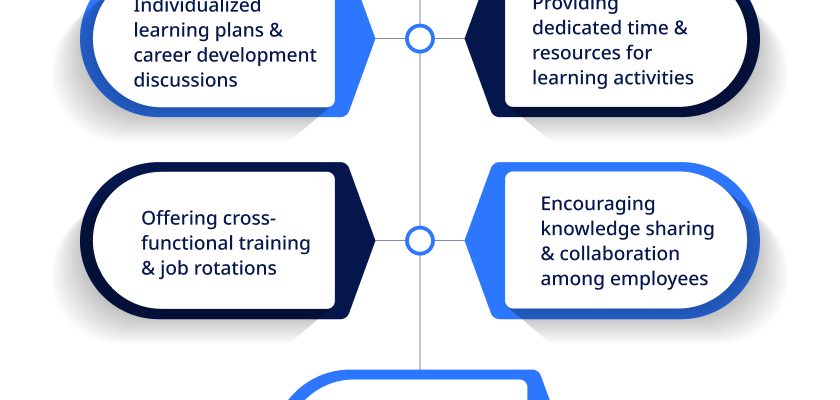 Individualized
learning plans &
career development
discussions
Providing
dedicated time &
resources for
learning activities
Offering cross-
functional training
& job rotations
Encouraging
knowledge sharing
& collaboration
among employees